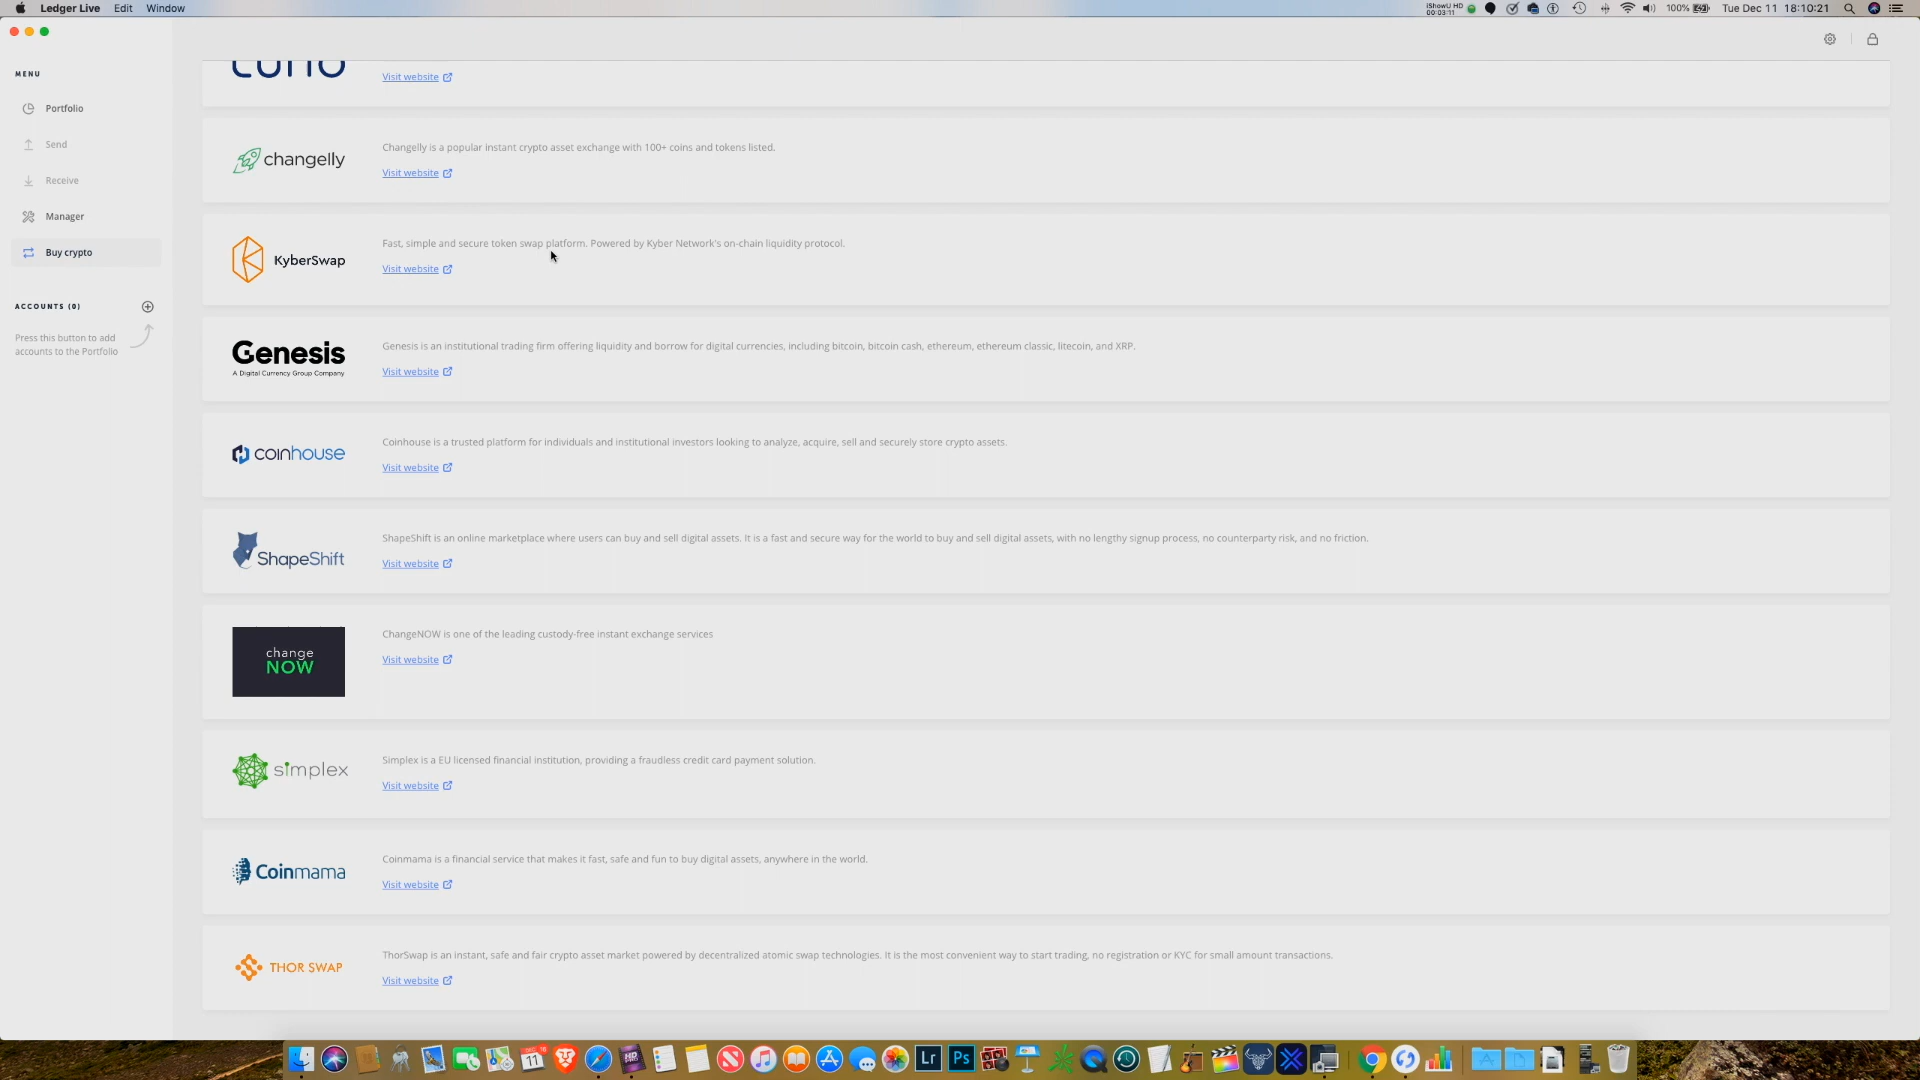 Ledger Live Edit Window
iShowU HD
00:03:11
100%
Tue Dec 11 18:10:21
MENU
Portfolio
Send
Receive
Manager
Buy crypto
ACCOUNTS (0)
Press this button to add
accounts to the Portfolio
Visit website
changelly
Changelly is a popular instant crypto asset exchange with 100+ coins and tokens listed.
Visit website
KyberSwap
Fast, simple and secure token swap platform. Powered by Kyber Network's on-chain liquidity protocol.
Visit website
Genesis
A Digital Currency Group Company
Genesis is an institutional trading firm offering liquidity and borrow for digital currencies, including bitcoin, bitcoin cash, ethereum, ethereum classic, litecoin, and XRP.
Visit website
coinhouse
Coinhouse is a trusted platform for individuals and institutional investors looking to analyze, acquire, sell and securely store crypto assets.
Visit website
ShapeShift
ShapeShift is an online marketplace where users can buy and sell digital assets. It is a fast and secure way for the world to buy and sell digital assets, with no lengthy signup process, no counterparty risk, and no friction.
Visit website
change
NOW
ChangeNOW is one of the leading custody-free instant exchange services
Visit website
simplex
Simplex is a EU licensed financial institution, providing a fraudless credit card payment solution.
Visit website
Coinmama
Coinmama is a financial service that makes it fast, safe and fun to buy digital assets, anywhere in the world.
Visit website
THOR SWAP
ThorSwap is an instant, safe and fair crypto asset market powered by decentralized atomic swap technologies. It is the most convenient way to start trading, no registration or KYC for small amount transactions.
Visit website
11
HD
Lr
Ps